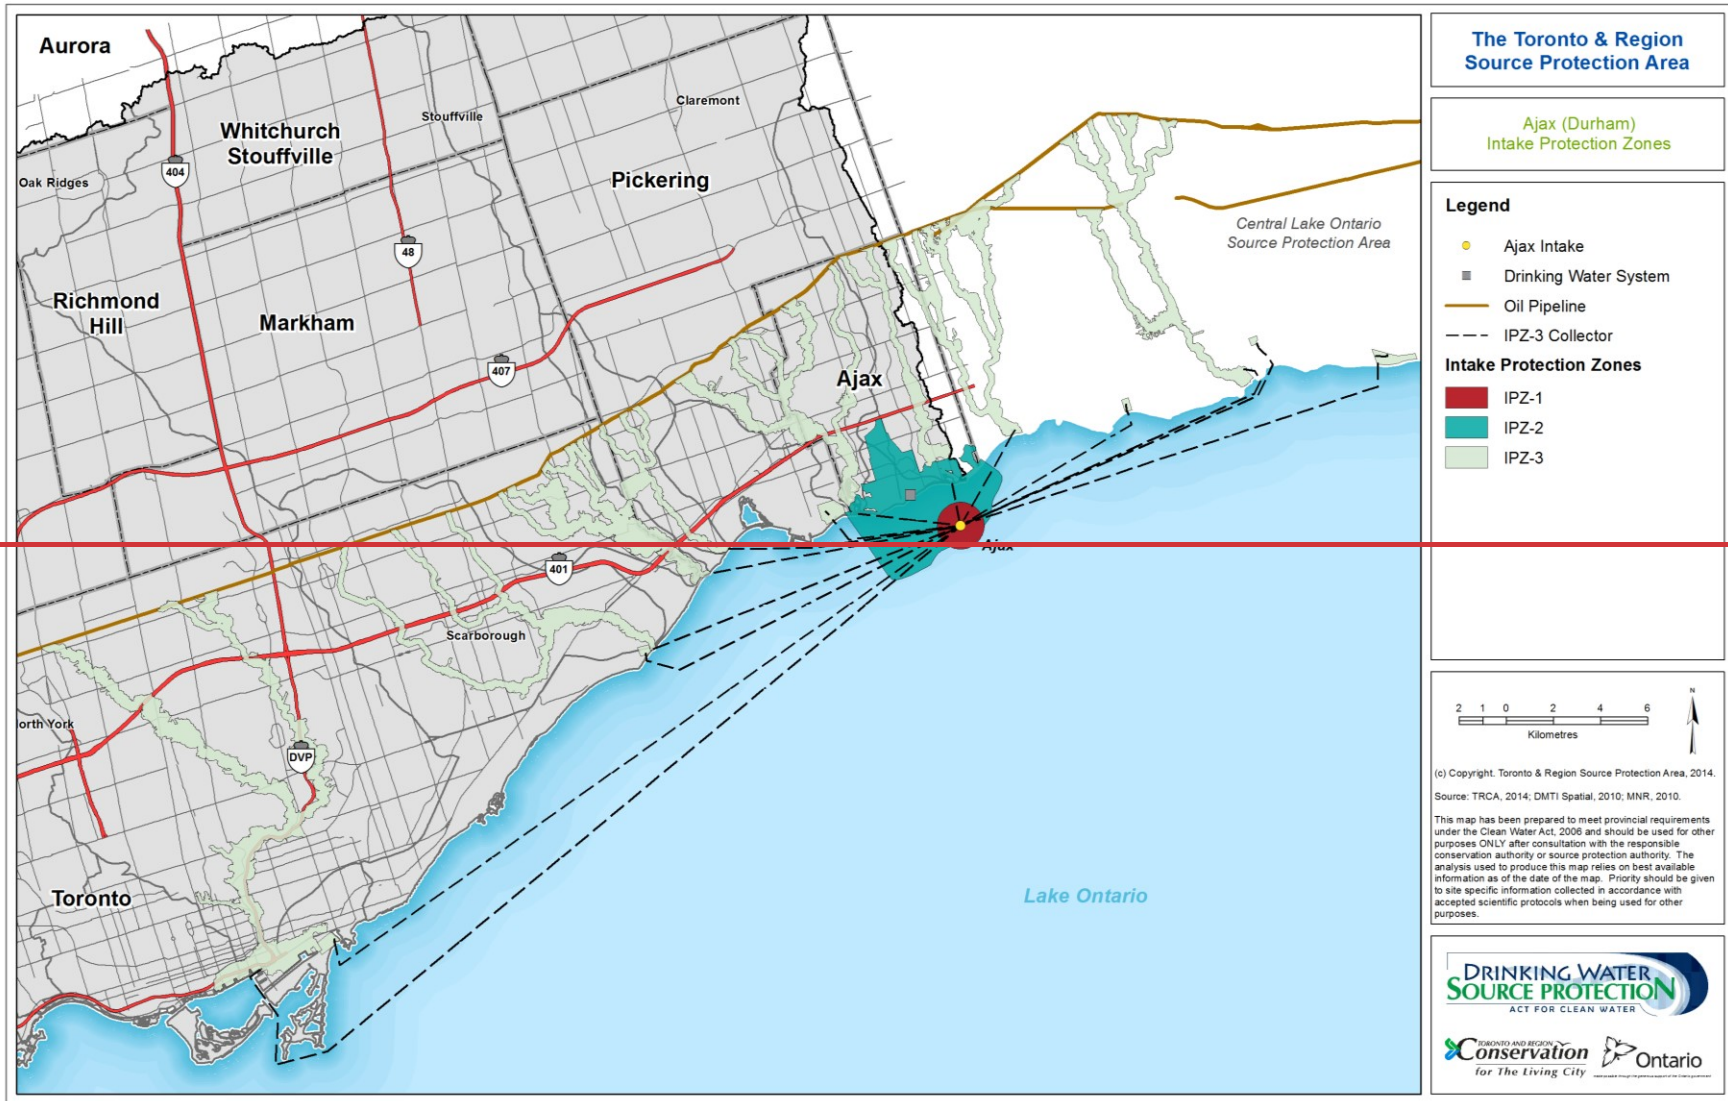 Aurora
Whitchurch
Stouffville
Stouffville
Claremont
Oak Ridges
404
Pickering
48
Richmond
Hill
Markham
407
Ajax
Central Lake Ontario
Source Protection Area
Ajax
401
Scarborough
orth York
DVP
Toronto
Lake Ontario
The Toronto & Region
Source Protection Area
Ajax (Durham)
Intake Protection Zones
Legend
Ajax Intake
Drinking Water System
Oil Pipeline
IPZ-3 Collector
Intake Protection Zones
IPZ-1
IPZ-2
IPZ-3
N
2 1 0 2 4 6
Kilometres
(c) Copyright. Toronto & Region Source Protection Area, 2014.
Source: TRCA, 2014; DMTI Spatial, 2010; MNR, 2010.
This map has been prepared to meet provincial requirements
under the Clean Water Act, 2006 and should be used for other
purposes ONLY after consultation with the responsible
conservation authority or source protection authority. The
analysis used to produce this map relies on best available
information as of the date of the map. Priority should be given
to site specific information collected in accordance with
accepted scientific protocols when being used for other
purposes.
DRINKING WATER
SOURCE PROTECTION
ACT FOR CLEAN WATER
TORONTO AND REGION
Conservation
for The Living City
Ontario